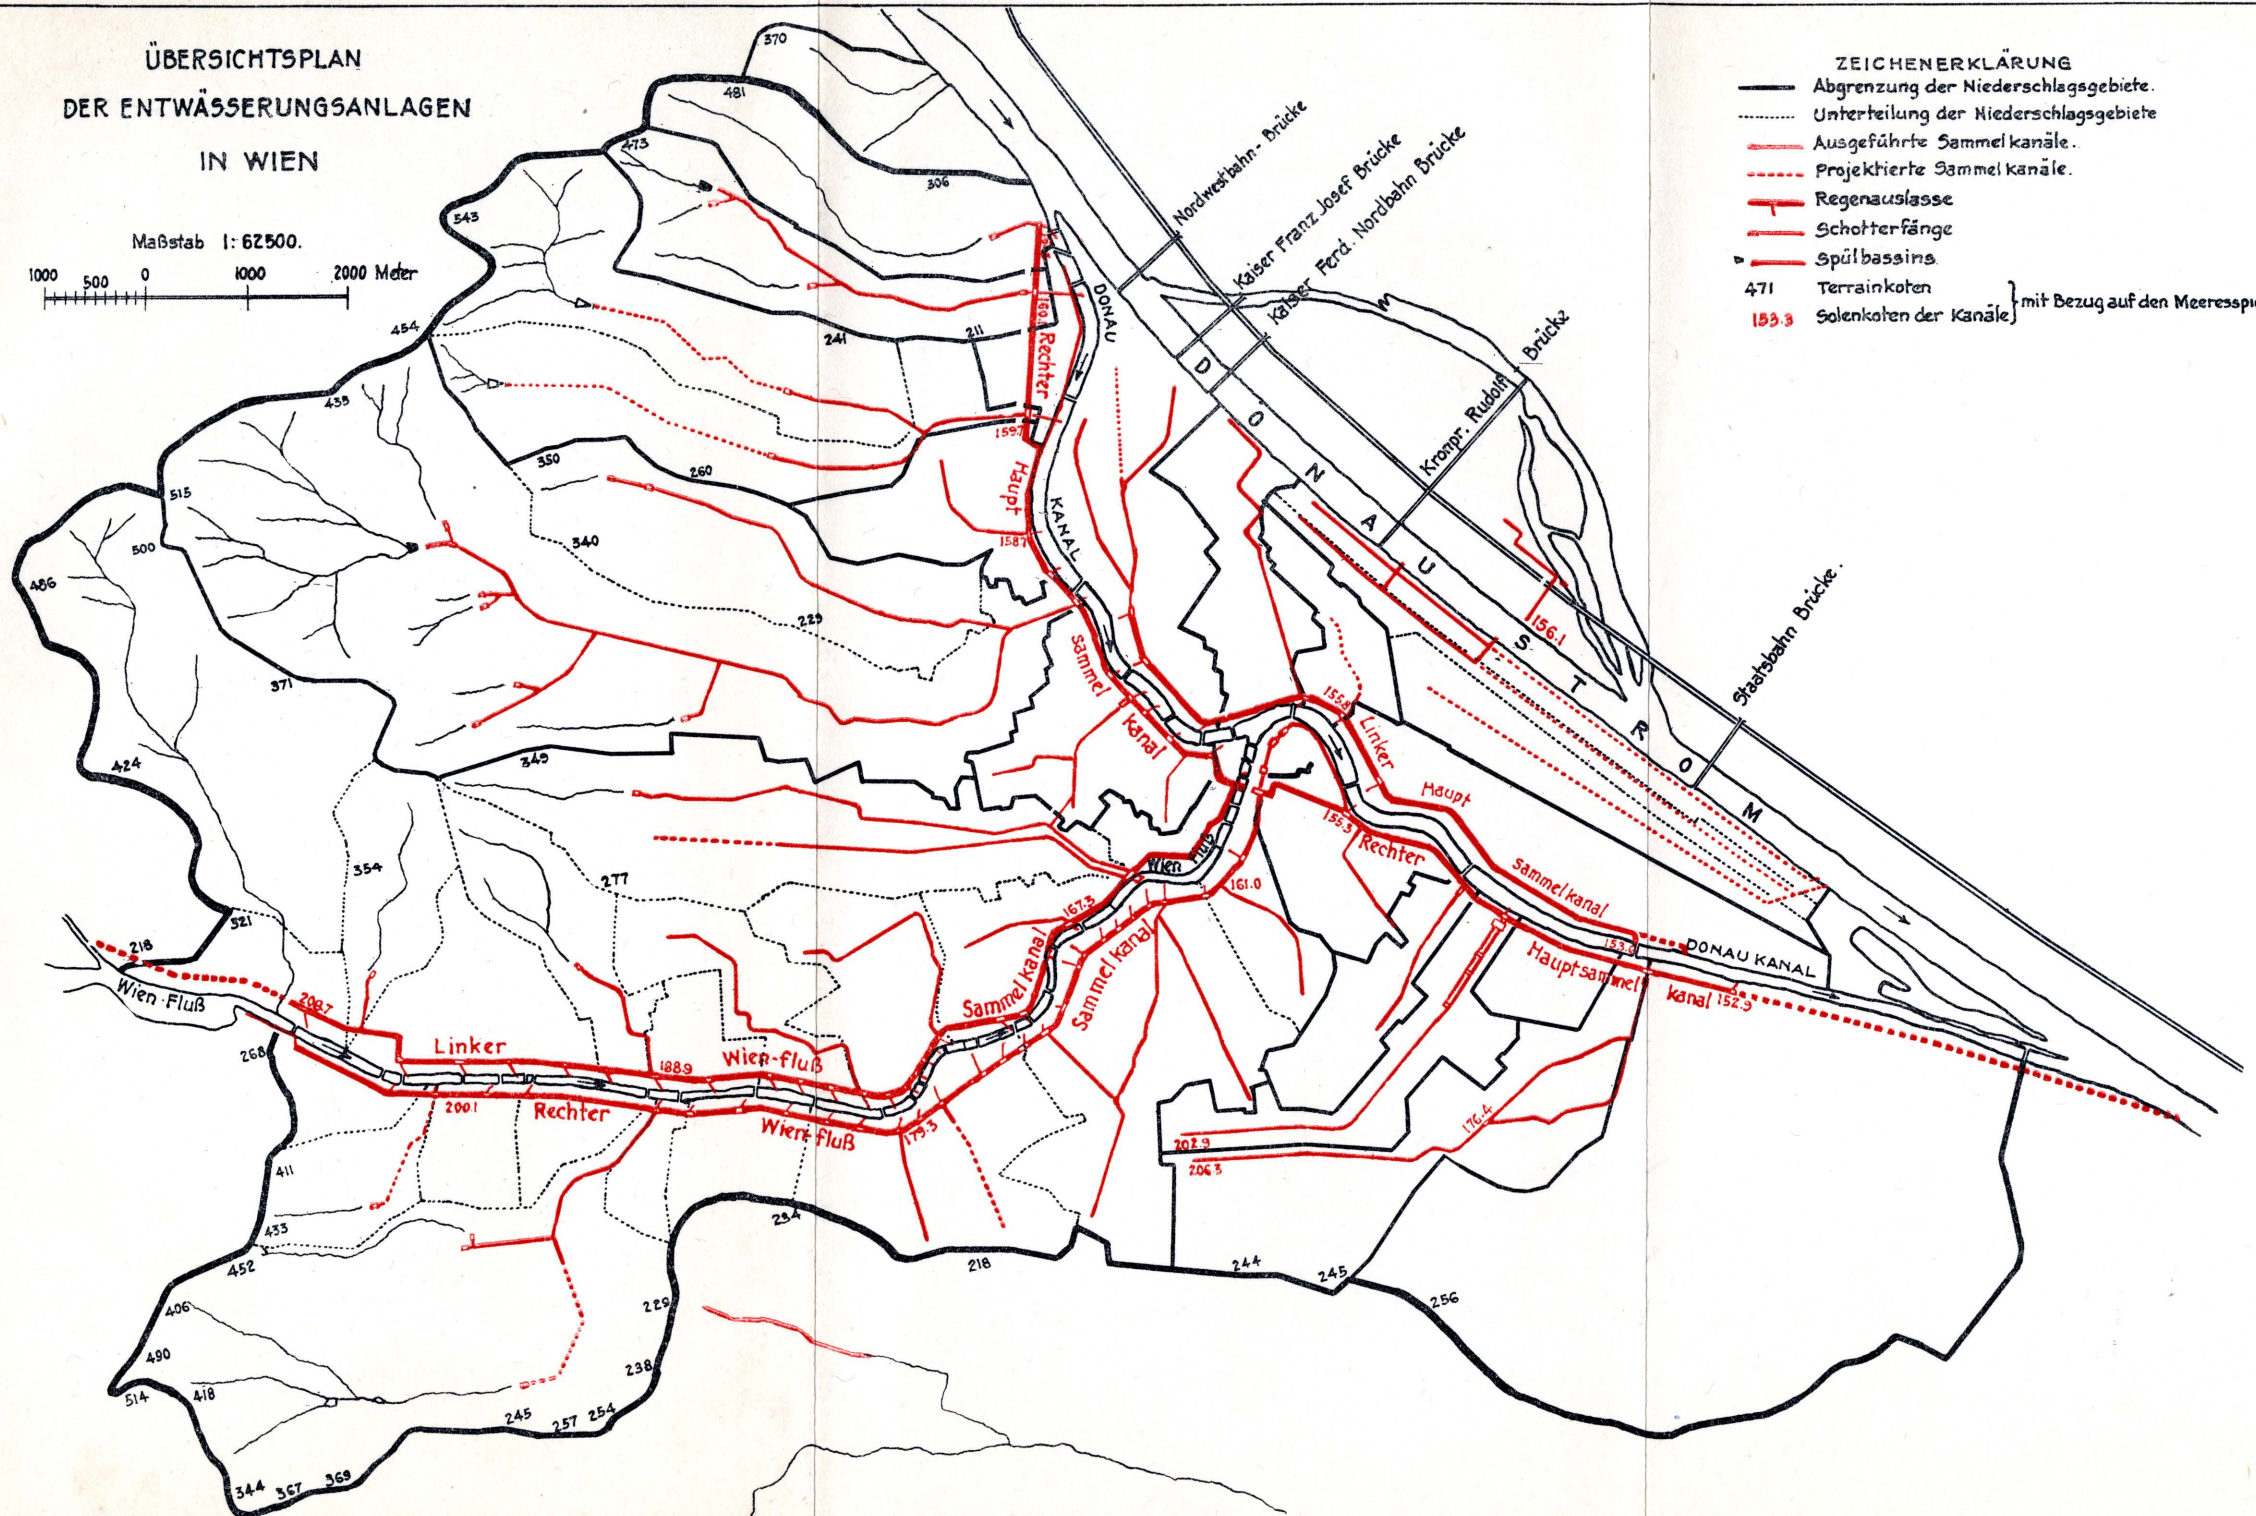 ÜBERSICHTSPLAN
DER ENTWÄSSERUNGSANLAGEN
IN WIEN
Maßstab 1:62500.
1000 500 0 1000 2000 Meter
ZEICHENERKLÄRUNG
Abgrenzung der Niederschlagsgebiete.
Unterteilung der Niederschlagsgebiete
Ausgeführte Sammelkanäle.
Projektierte Sammelkanäle.
Regenauslasse
Schotterfänge
Spülbassins
471 Terrainkoten
153.3 Solenkoten der Kanäle
} mit Bezug auf den Meeresspie
370
481
473
306
543
454
435
241
211
515
500
486
350
260
340
229
371
424
349
354
277
521
218
268
411
433
452
406
490
514
418
344
367
369
245
257
254
238
229
234
218
244
245
256
Nordwestbahn-Brücke
Kaiser Franz Josef Brücke
Kaiser Ferd. Nordbahn Brücke
Kronpr. Rudolf Brücke
Staatsbahn Brücke.
DONAUSTROM
DONAU
KANAL
160.1
Rechter
159.7
Haupt
158.7
Sammel
kanal
156.1
155.8
Linker
Haupt
sammelkanal
153.0
155.3
Rechter
Hauptsammel
kanal 152.9
DONAU KANAL
Wien Fluß
161.0
167.3
Sammelkanal
Sammelkanal
Wien-Fluß
208.7
Linker
188.9
Wien-fluß
200.1
Rechter
Wien-fluß
179.3
202.9
206.3
176.4